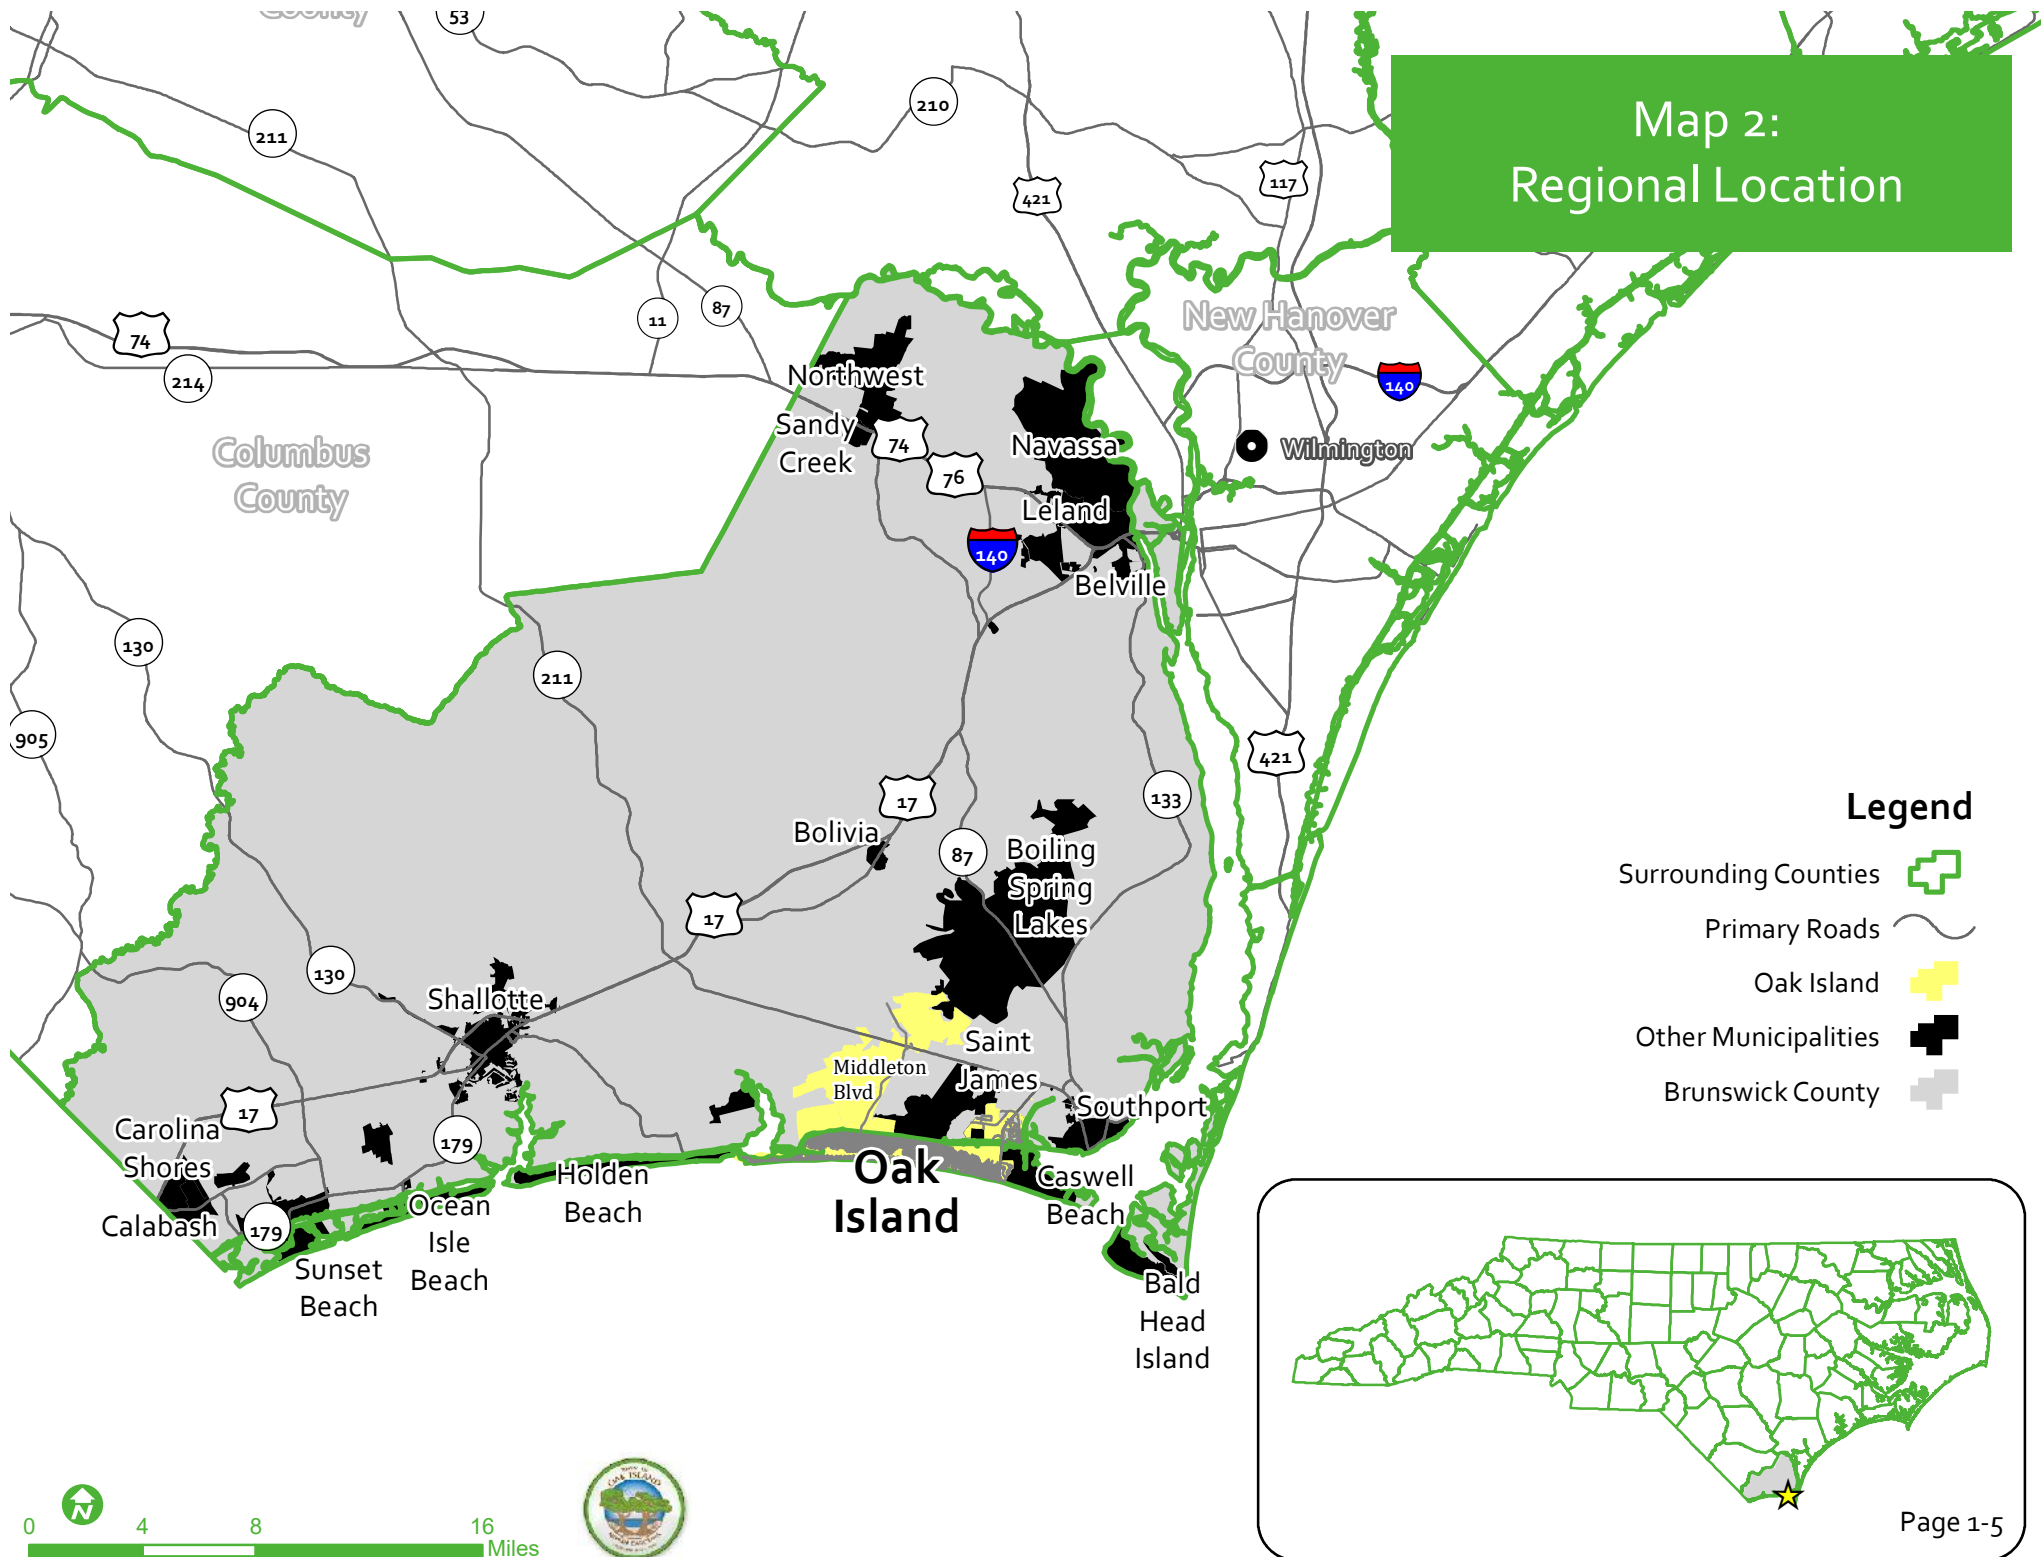 County
53
Map 2:
Regional Location
211
210
117
421
74
214
11
87
New Hanover
County
140
Northwest
Sandy
Creek
74
76
Navassa
Wilmington
Columbus
County
Leland
140
Belville
130
211
905
421
17
133
Bolivia
87
Boiling
Spring
Lakes
17
Legend
Surrounding Counties
Primary Roads
Oak Island
Other Municipalities
Brunswick County
130
904
Shallotte
Saint
James
Middleton
Blvd
17
Southport
Carolina
Shores
179
Calabash
179
Holden
Beach
Oak
Island
Caswell
Beach
Ocean
Isle
Beach
Sunset
Beach
Bald
Head
Island
N
0 4 8 16
Miles
OAK ISLAND
Page 1-5